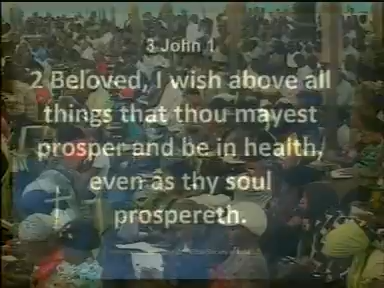 3 John 1
2 Beloved, I wish above all
things that thou mayest
prosper and be in health,
even as thy soul
prospereth.